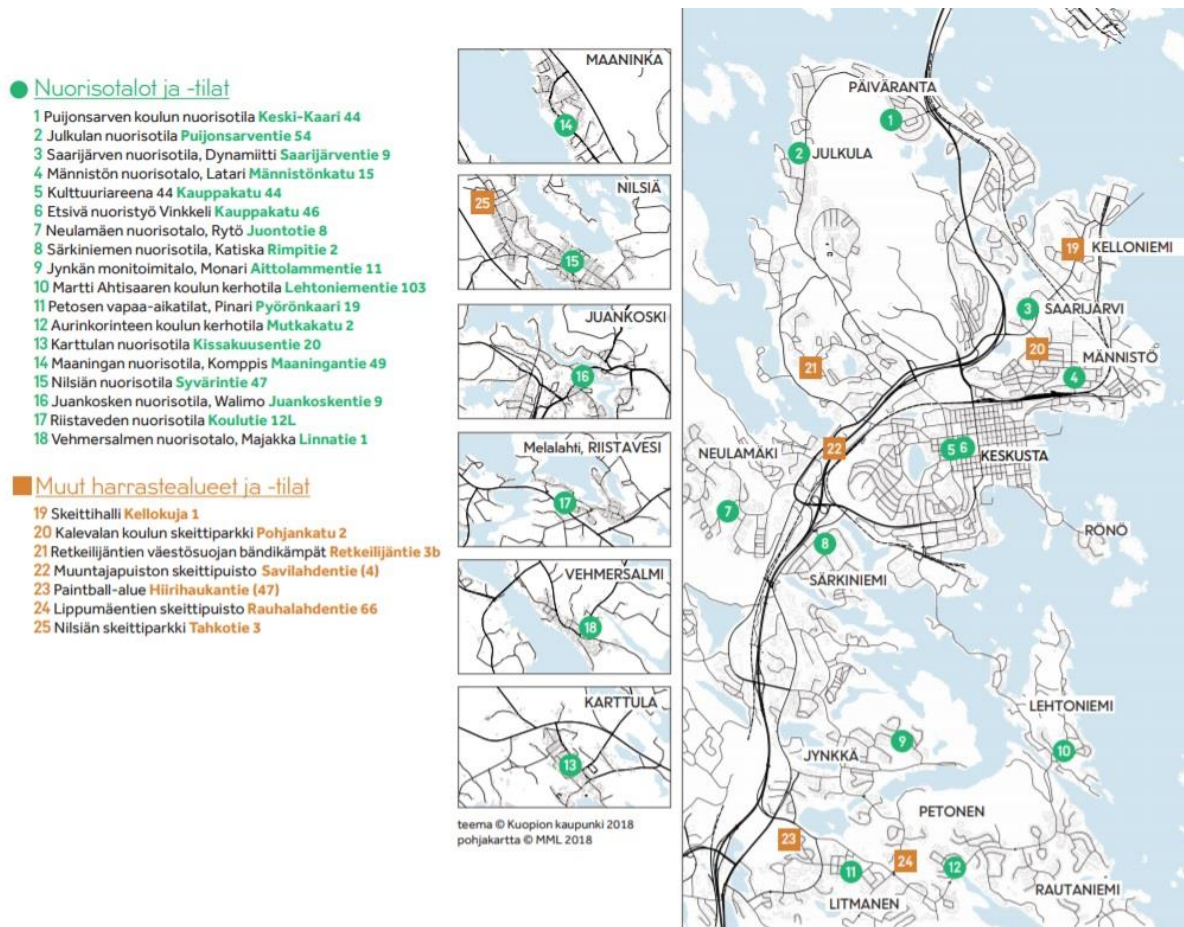 Nuorisotalot ja -tilat
1 Puijonsarven koulun nuorisotila Keski-Kaari 44
2 Julkulan nuorisotila Puijonsarventie 54
3 Saarijärven nuorisotila, Dynamiitti Saarijärventie 9
4 Männistön nuorisotalo, Latari Männistönkatu 15
5 Kulttuuriareena 44 Kauppakatu 44
6 Etsivä nuoristyö Vinkkeli Kauppakatu 46
7 Neulamäen nuorisotalo, Rytö Juontotie 8
8 Särkiniemen nuorisotila, Katiska Rimpitie 2
9 Jynkän monitoimitalo, Monari Aittolammentie 11
10 Martti Ahtisaaren koulun kerhotila Lehtoniementie 103
11 Petosen vapaa-aikatilat, Pinari Pyörönkaari 19
12 Aurinkorinteen koulun kerhotila Mutkakatu 2
13 Karttulan nuorisotila Kissakuusentie 20
14 Maaningan nuorisotila, Komppis Maaningantie 49
15 Nilsiän nuorisotila Syvärintie 47
16 Juankosken nuorisotila, Walimo Juankoskentie 9
17 Riistaveden nuorisotila Koulutie 12L
18 Vehmersalmen nuorisotalo, Majakka Linnatie 1
Muut harrastealueet ja -tilat
19 Skeittihalli Kellokuja 1
20 Kalevalan koulun skeittiparkki Pohjankatu 2
21 Retkeilijäntien väestösuojan bändikämpät Retkeilijäntie 3b
22 Muuntajapuiston skeittipuisto Savilahdentie (4)
23 Paintball-alue Hiirihaukantie (47)
24 Lippumäentien skeittipuisto Rauhalahdentie 66
25 Nilsiän skeittiparkki Tahkotie 3
MAANINKA
14
NILSIÄ
25
15
JUANKOSKI
16
Melalahti, RIISTAVESI
17
VEHMERSALMI
18
KARTTULA
13
teema © Kuopion kaupunki 2018
pohjakartta © MML 2018
PÄIVÄRANTA
1
2 JULKULA
19
KELLONIEMI
3 SAARIJÄRVI
20
MÄNNISTÖ
21
4
22
NEULAMÄKI
5 6 KESKUSTA
7
RÖNÖ
8
SÄRKINIEMI
LEHTONIEMI
9
JYNKKÄ
10
PETONEN
23
24
11
12
RAUTANIEMI
LITMANEN